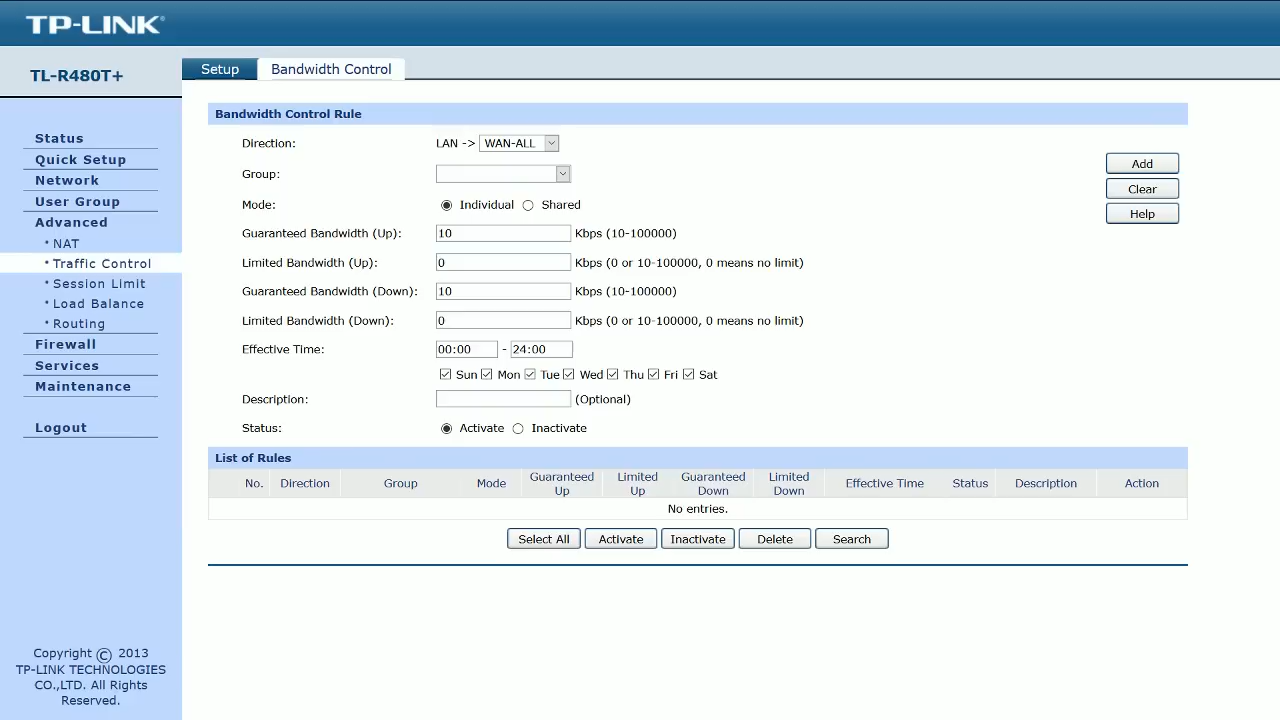 TP-LINK
TL-R480T+
Setup
Bandwidth Control
Status
Quick Setup
Network
User Group
Advanced
• NAT
• Traffic Control
• Session Limit
• Load Balance
• Routing
Firewall
Services
Maintenance
Logout
Copyright © 2013
TP-LINK TECHNOLOGIES
CO.,LTD. All Rights
Reserved.
Bandwidth Control Rule
Direction: LAN -> WAN-ALL
Group:
Mode: Individual Shared
Guaranteed Bandwidth (Up): 10 Kbps (10-100000)
Limited Bandwidth (Up): 0 Kbps (0 or 10-100000, 0 means no limit)
Guaranteed Bandwidth (Down): 10 Kbps (10-100000)
Limited Bandwidth (Down): 0 Kbps (0 or 10-100000, 0 means no limit)
Effective Time: 00:00 - 24:00
Sun Mon Tue Wed Thu Fri Sat
Description: (Optional)
Status: Activate Inactivate
Add
Clear
Help
List of Rules
No. Direction Group Mode Guaranteed Up Limited Up Guaranteed Down Limited Down Effective Time Status Description Action
No entries.
Select All Activate Inactivate Delete Search